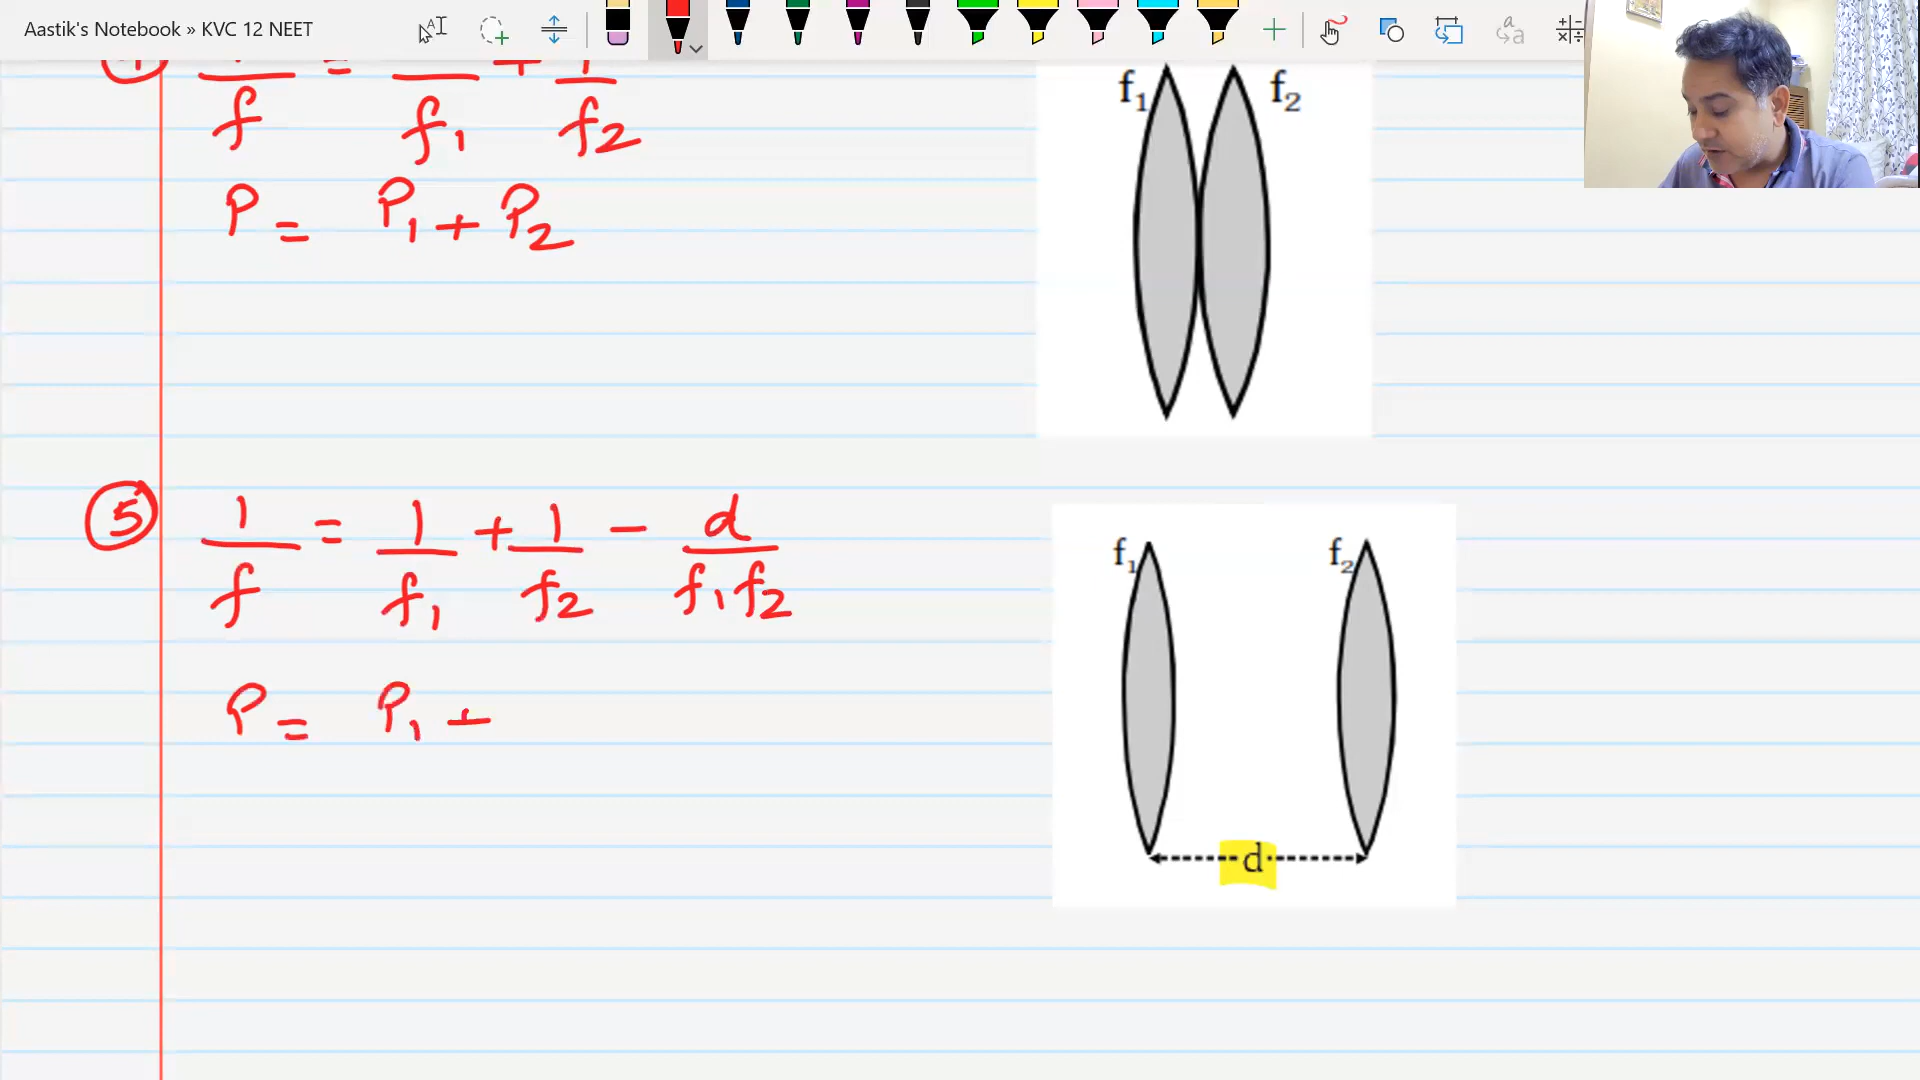 Aastik's Notebook » KVC 12 NEET
④ 1/f = 1/f₁ + 1/f₂
P = P₁ + P₂
f₁ f₂
⑤ 1/f = 1/f₁ + 1/f₂ - d/f₁f₂
P = P₁ +
f₁ f₂
d